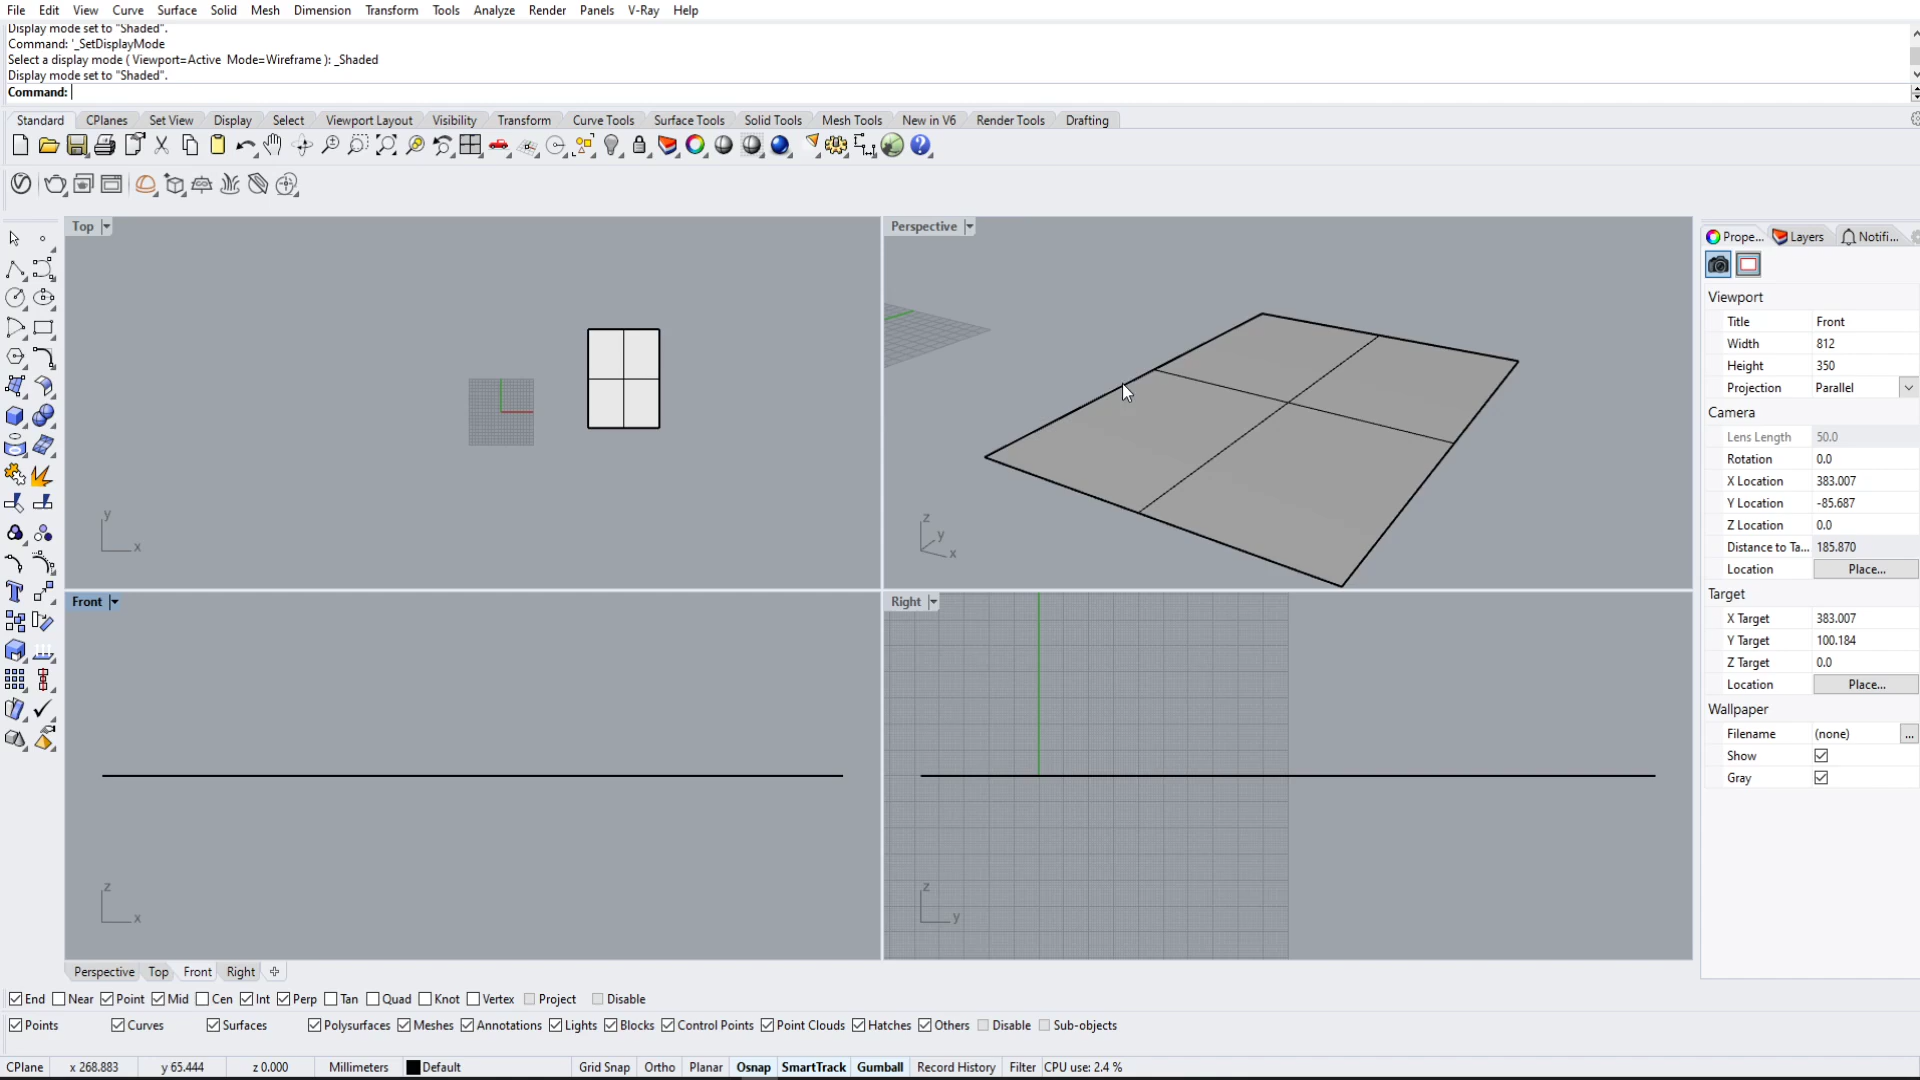 File Edit View Curve Surface Solid Mesh Dimension Transform Tools Analyze Render Panels V-Ray Help
Display mode set to "Shaded".
Command: '_SetDisplayMode
Select a display mode ( Viewport=Active Mode=Wireframe ): _Shaded
Display mode set to "Shaded".
Command:
Standard CPlanes Set View Display Select Viewport Layout Visibility Transform Curve Tools Surface Tools Solid Tools Mesh Tools New in V6 Render Tools Drafting
Top Perspective
Prope... Layers Notifi...
Viewport
Title Front
Width 812
Height 350
Projection Parallel
Camera
Lens Length 50.0
Rotation 0.0
X Location 383.007
Y Location -85.687
Z Location 0.0
Distance to Ta... 185.870
Location Place...
Target
X Target 383.007
Y Target 100.184
Z Target 0.0
Location Place...
Wallpaper
Filename (none) ...
Show
Gray
y
x
z
y
x
Front Right
z
x
z
y
Perspective Top Front Right
End Near Point Mid Cen Int Perp Tan Quad Knot Vertex Project Disable
Points Curves Surfaces Polysurfaces Meshes Annotations Lights Blocks Control Points Point Clouds Hatches Others Disable Sub-objects
CPlane x 268.883 y 65.444 z 0.000 Millimeters Default Grid Snap Ortho Planar Osnap SmartTrack Gumball Record History Filter CPU use: 2.4 %